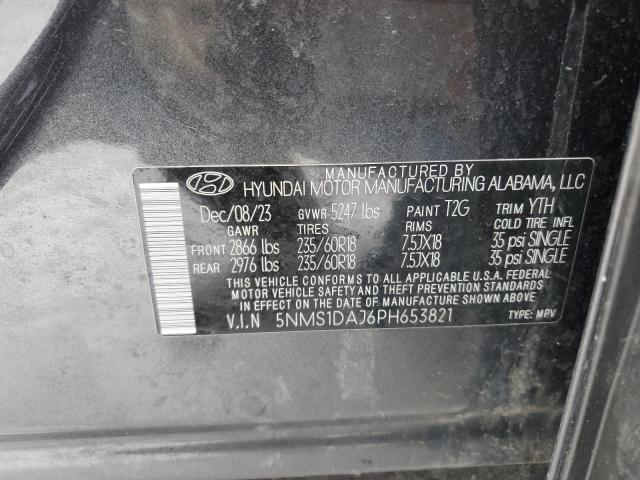 MANUFACTURED BY
HYUNDAI MOTOR MANUFACTURING ALABAMA, LLC
Dec/08/23 GVWR 5247 lbs PAINT T2G TRIM YTH
GAWR TIRES RIMS COLD TIRE INFL
FRONT 2866 lbs 235/60R18 7.5JX18 35 psi SINGLE
REAR 2976 lbs 235/60R18 7.5JX18 35 psi SINGLE
THIS VEHICLE CONFORMS TO ALL APPLICABLE U.S.A. FEDERAL
MOTOR VEHICLE SAFETY AND THEFT PREVENTION STANDARDS
IN EFFECT ON THE DATE OF MANUFACTURE SHOWN ABOVE.
V.I.N 5NMS1DAJ6PH653821 TYPE: MPV